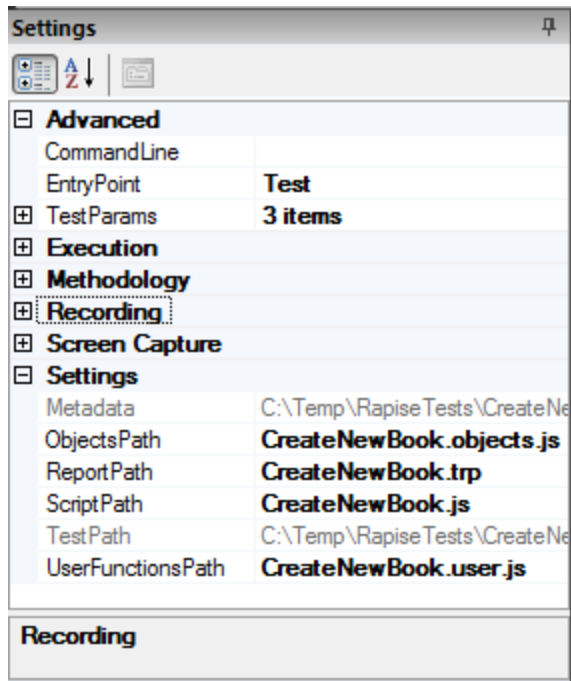 Settings
A
Z
Advanced
CommandLine
EntryPoint Test
TestParams 3 items
Execution
Methodology
Recording
Screen Capture
Settings
Metadata C:\Temp\RapiseTests\CreateNe
ObjectsPath CreateNewBook.objects.js
ReportPath CreateNewBook.trp
ScriptPath CreateNewBook.js
TestPath C:\Temp\RapiseTests\CreateNe
UserFunctionsPath CreateNewBook.user.js
Recording